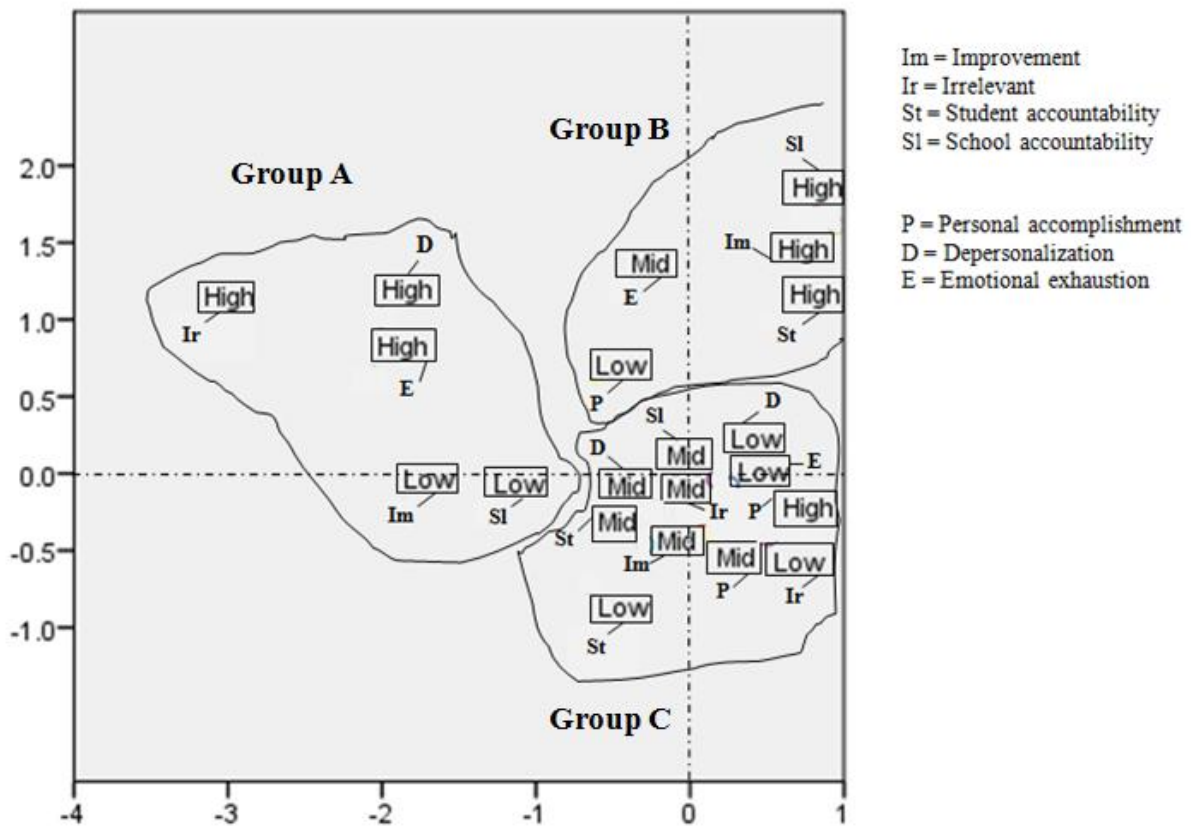 Im = Improvement
Ir = Irrelevant
St = Student accountability
Sl = School accountability
P = Personal accomplishment
D = Depersonalization
E = Emotional exhaustion
Group B
Sl
High
2.0
Group A
1.5
D
Im
High
Mid
High
High
High
E
St
1.0
Ir
High
E
Low
P
0.5
D
Sl
Low
D
Mid
E
0.0
Low
Low
Mid
Mid
Low
Im
Sl
Ir
P
High
St
Mid
-0.5
Mid
Im
Mid
Low
P
Ir
Low
St
-1.0
Group C
-4
-3
-2
-1
0
1